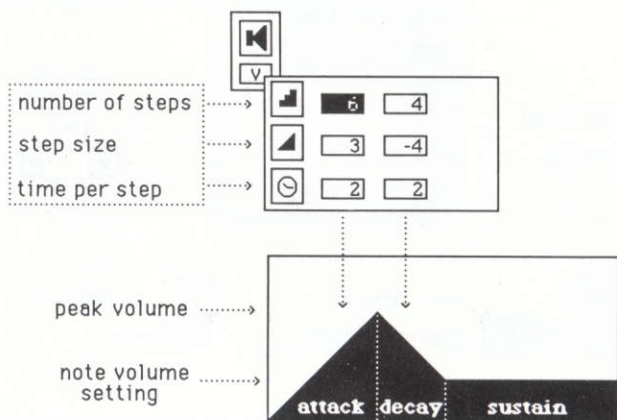 V
number of steps
6 4
step size
3 -4
time per step
2 2
peak volume
note volume
setting
attack decay sustain